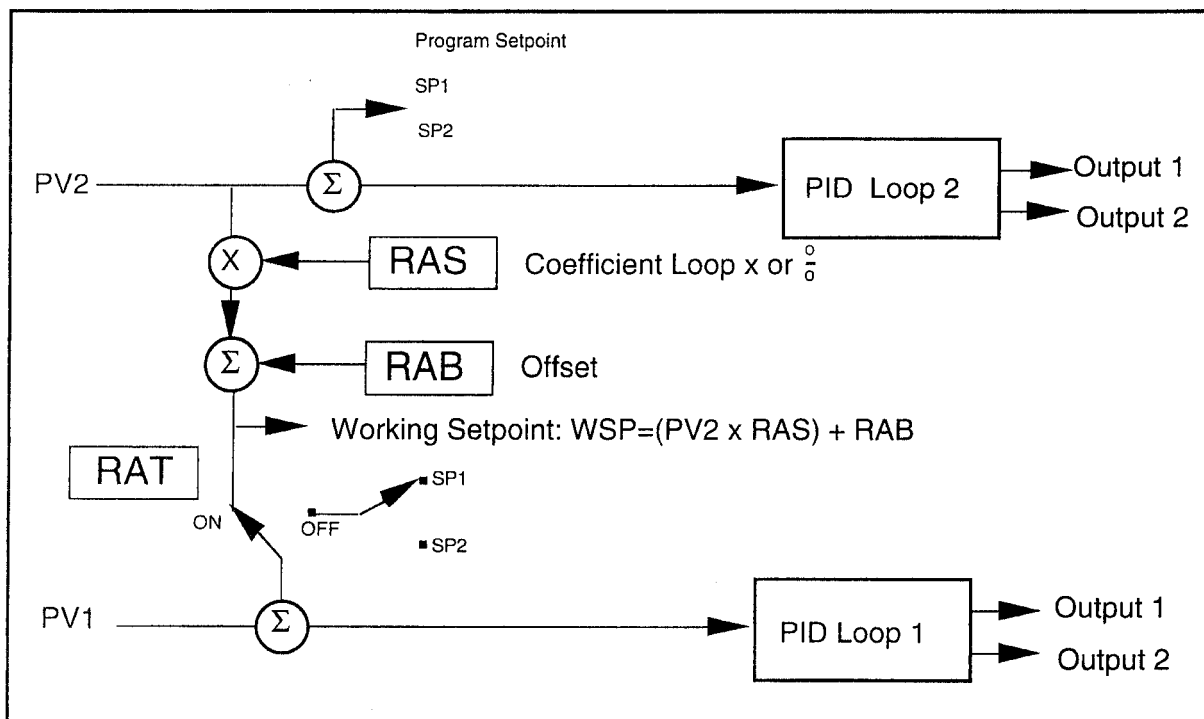 Program Setpoint
SP1
SP2
PV2
Σ
PID Loop 2
Output 1
Output 2
X
RAS
Coefficient Loop x or o/o
Σ
RAB
Offset
Working Setpoint: WSP=(PV2 x RAS) + RAB
RAT
ON
OFF
SP1
SP2
PV1
Σ
PID Loop 1
Output 1
Output 2